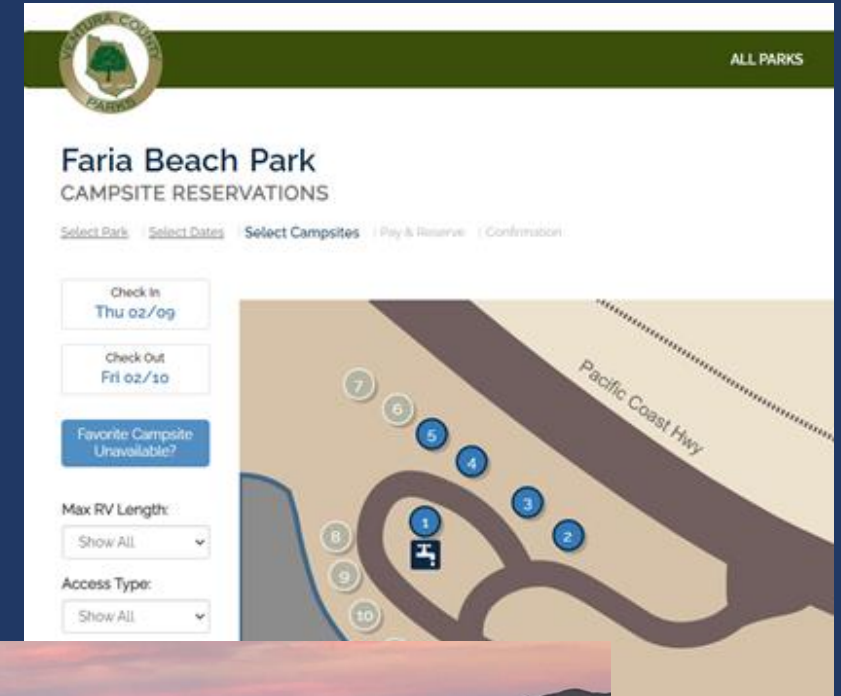 VENTURA COUNTY
PARKS
ALL PARKS
Faria Beach Park
CAMPSITE RESERVATIONS
Select Park | Select Dates | Select Campsites | Pay & Reserve | Confirmation
Check In
Thu 02/09
Check Out
Fri 02/10
Favorite Campsite
Unavailable?
Max RV Length:
Show All
Access Type:
Show All
Pacific Coast Hwy
7
6
5
4
3
2
1
8
9
10